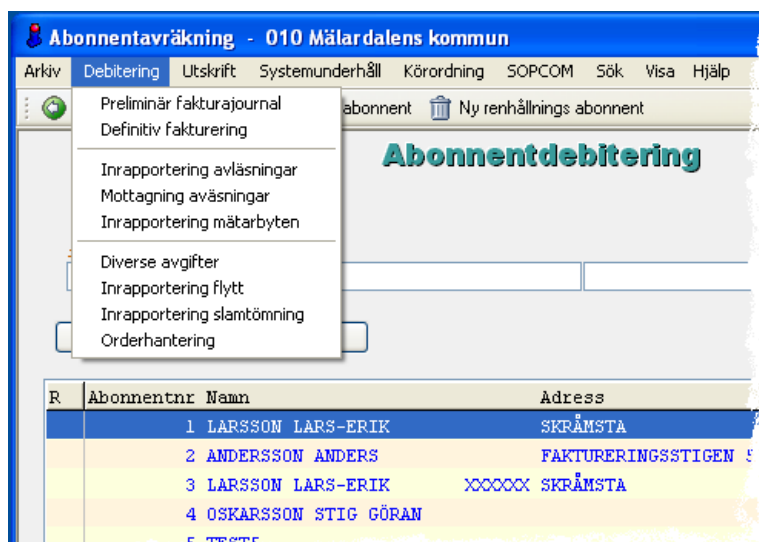 Abonnentavräkning - 010 Mälardalens kommun
Arkiv Debitering Utskrift Systemunderhåll Körordning SOPCOM Sök Visa Hjälp
abonnent Ny renhållnings abonnent
Preliminär fakturajournal
Definitiv fakturering
Abonnentdebitering
Inrapportering avläsningar
Mottagning aväsningar
Inrapportering mätarbyten
Diverse avgifter
Inrapportering flytt
Inrapportering slamtömning
Orderhantering
R Abonnentnr Namn Adress
1 LARSSON LARS-ERIK SKRÅMSTA
2 ANDERSSON ANDERS FAKTURERINGSSTIGEN
3 LARSSON LARS-ERIK XXXXXX SKRÅMSTA
4 OSKARSSON STIG GÖRAN
5 TEST5